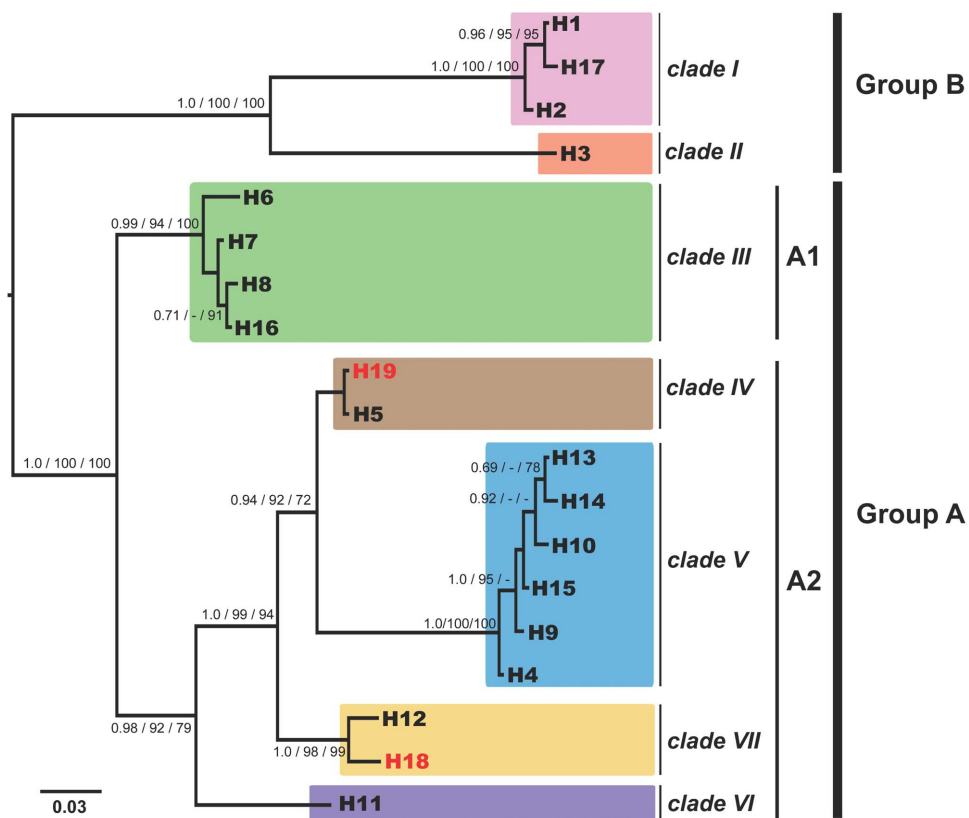 H1
0.96 / 95 / 95
H17
clade I
1.0 / 100 / 100
Group B
1.0 / 100 / 100
H2
H3
clade II
H6
0.99 / 94 / 100
H7
clade III
A1
H8
0.71 / - / 91
H16
H19
clade IV
H5
H13
0.69 / - / 78
1.0 / 100 / 100
0.94 / 92 / 72
0.92 / - / -
H14
Group A
H10
clade V
1.0 / 95 / -
H15
A2
1.0 / 99 / 94
1.0/100/100
H9
H4
H12
0.98 / 92 / 79
clade VII
1.0 / 98 / 99
H18
H11
clade VI
0.03